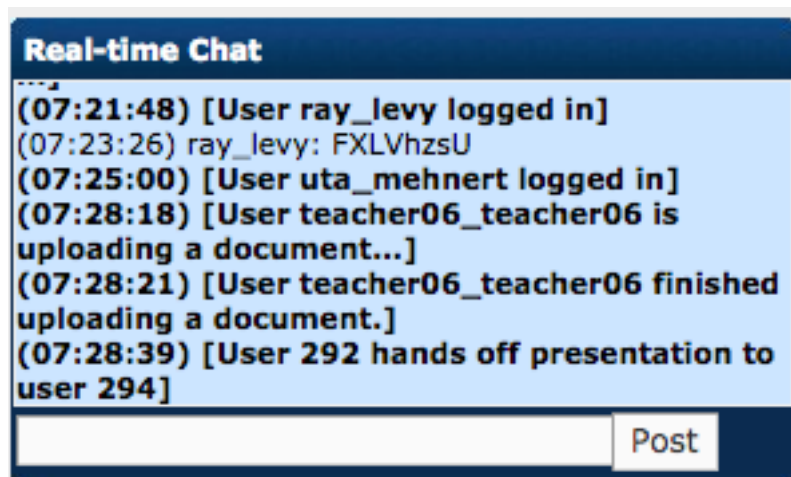 Real-time Chat
...]
(07:21:48) [User ray_levy logged in]
(07:23:26) ray_levy: FXLVhzsU
(07:25:00) [User uta_mehnert logged in]
(07:28:18) [User teacher06_teacher06 is
uploading a document...]
(07:28:21) [User teacher06_teacher06 finished
uploading a document.]
(07:28:39) [User 292 hands off presentation to
user 294]
Post